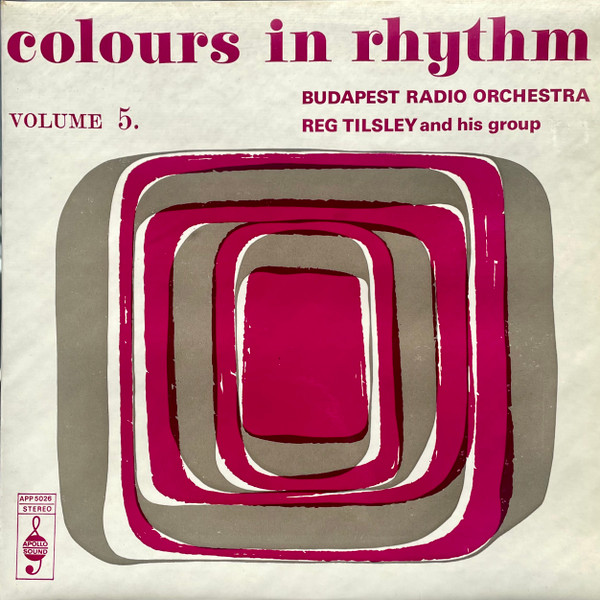 colours in rhythm
VOLUME 5.
BUDAPEST RADIO ORCHESTRA
REG TILSLEY and his group
APP 5026
STEREO
APOLLO
SOUND